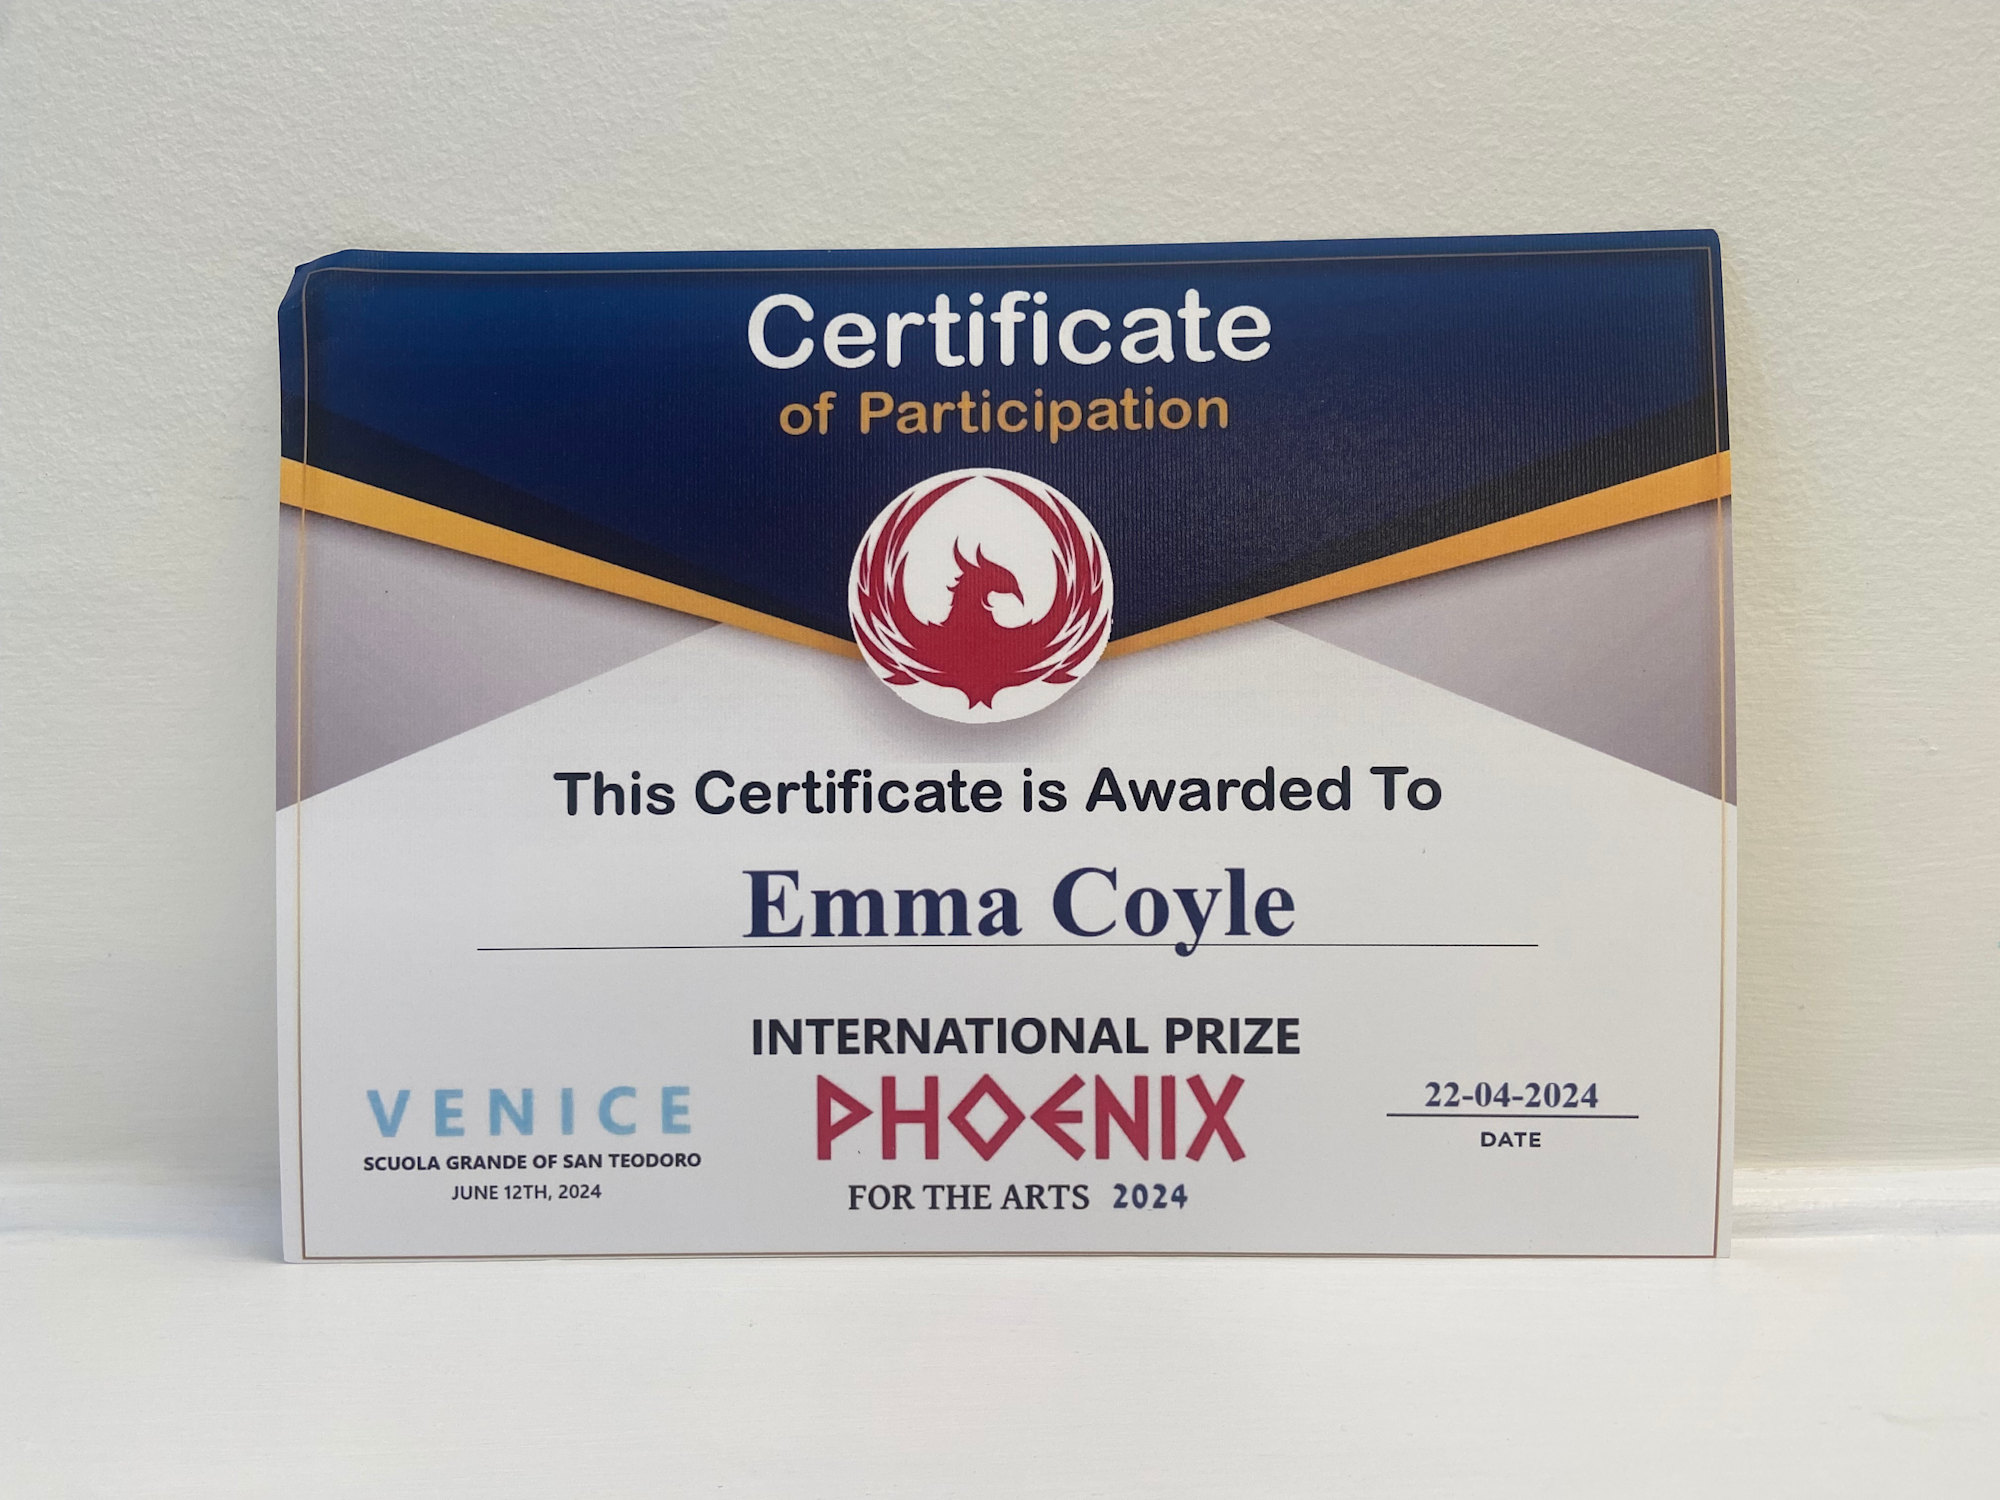 Certificate
of Participation
This Certificate is Awarded To
Emma Coyle
INTERNATIONAL PRIZE
PHOENIX
FOR THE ARTS 2024
VENICE
SCUOLA GRANDE OF SAN TEODORO
JUNE 12TH, 2024
22-04-2024
DATE